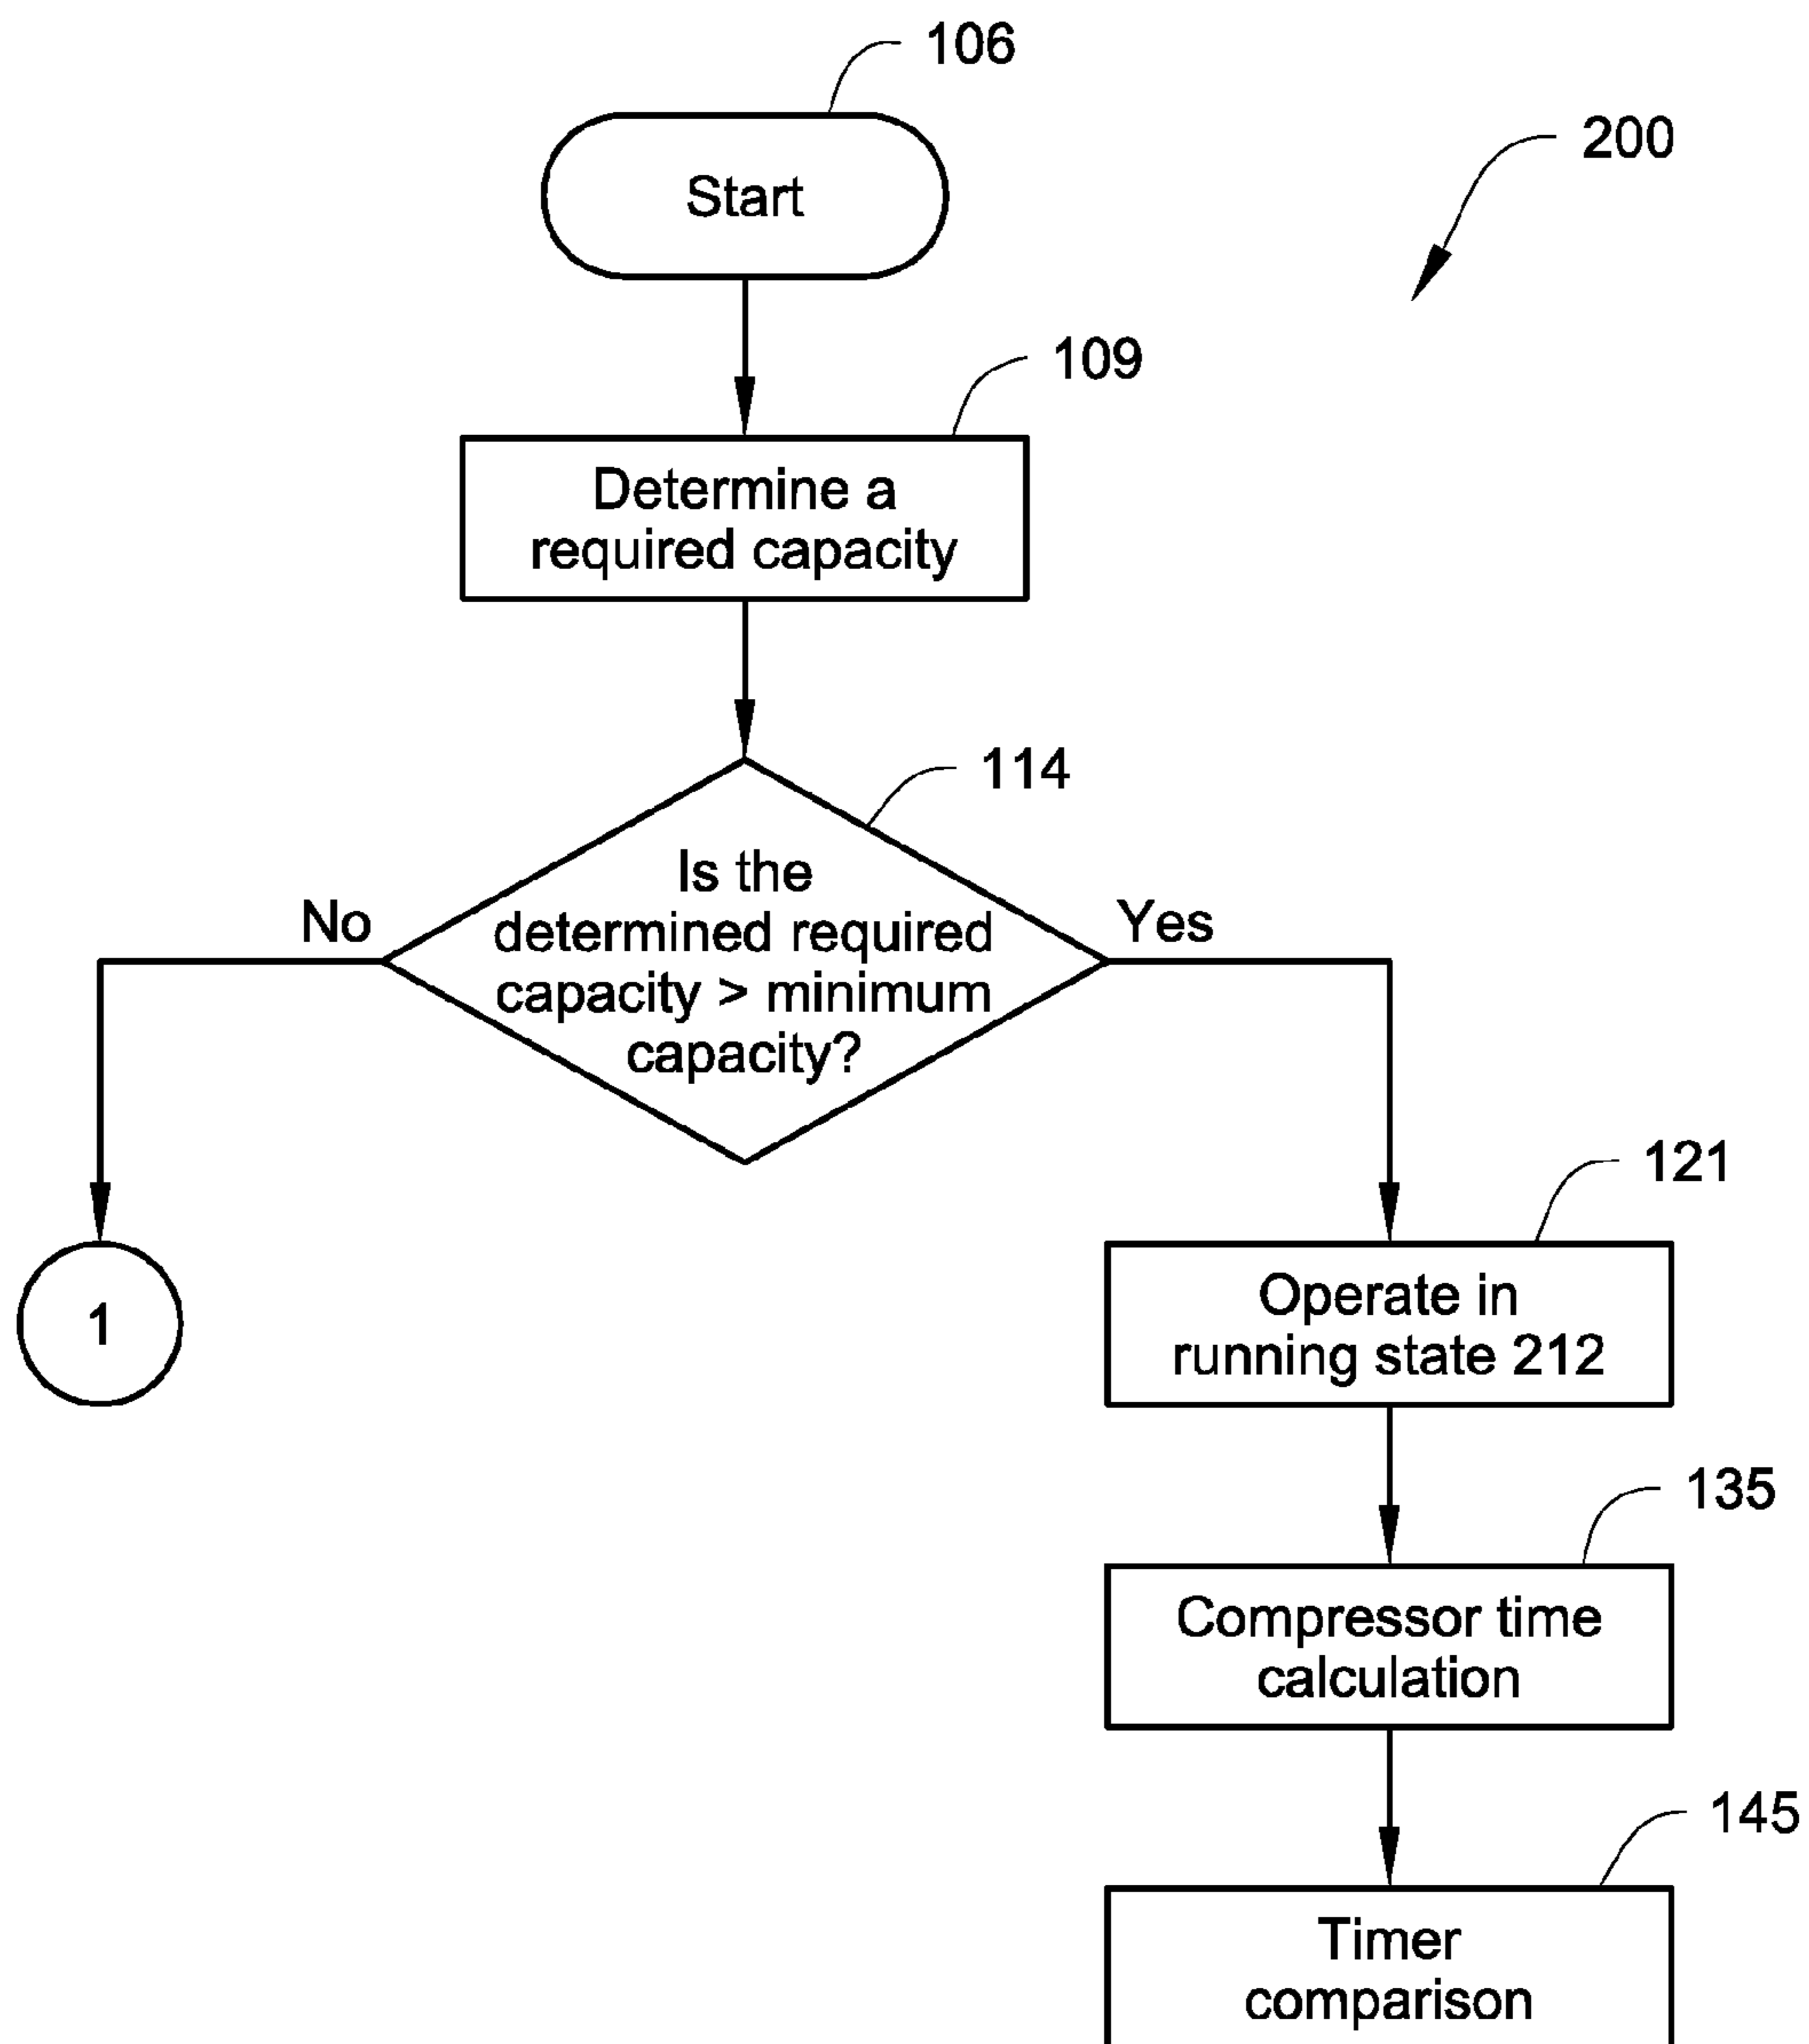 106
200
Start
109
Determine a
required capacity
114
Is the
determined required
capacity > minimum
capacity?
No
Yes
121
1
Operate in
running state 212
135
Compressor time
calculation
145
Timer
comparison